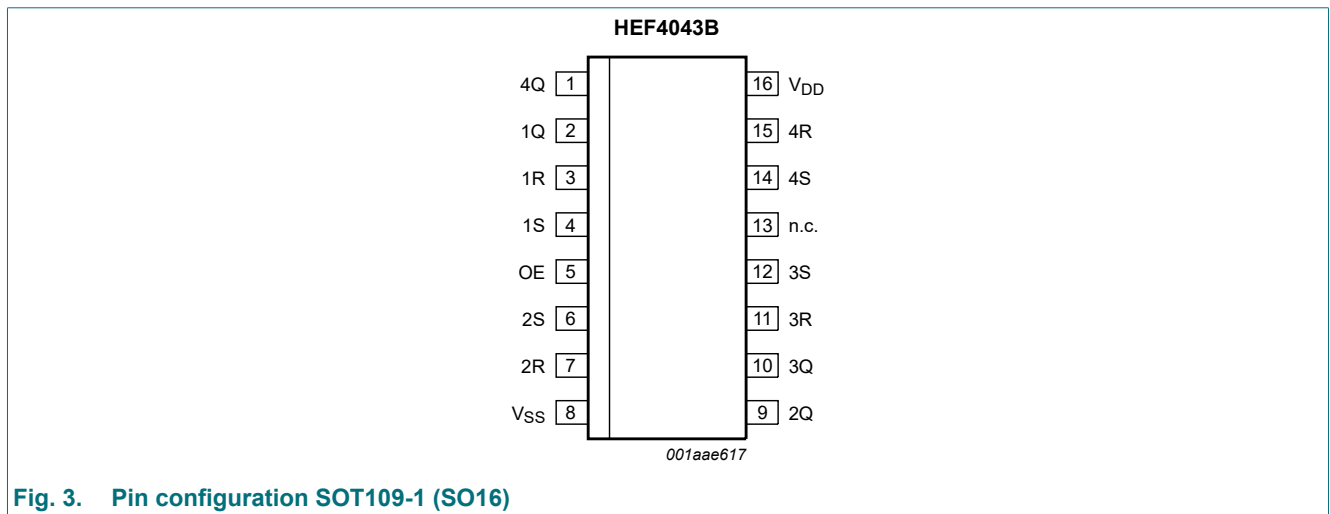 HEF4043B
4Q 1 16 VDD
1Q 2 15 4R
1R 3 14 4S
1S 4 13 n.c.
OE 5 12 3S
2S 6 11 3R
2R 7 10 3Q
VSS 8 9 2Q
001aae617
Fig. 3. Pin configuration SOT109-1 (SO16)